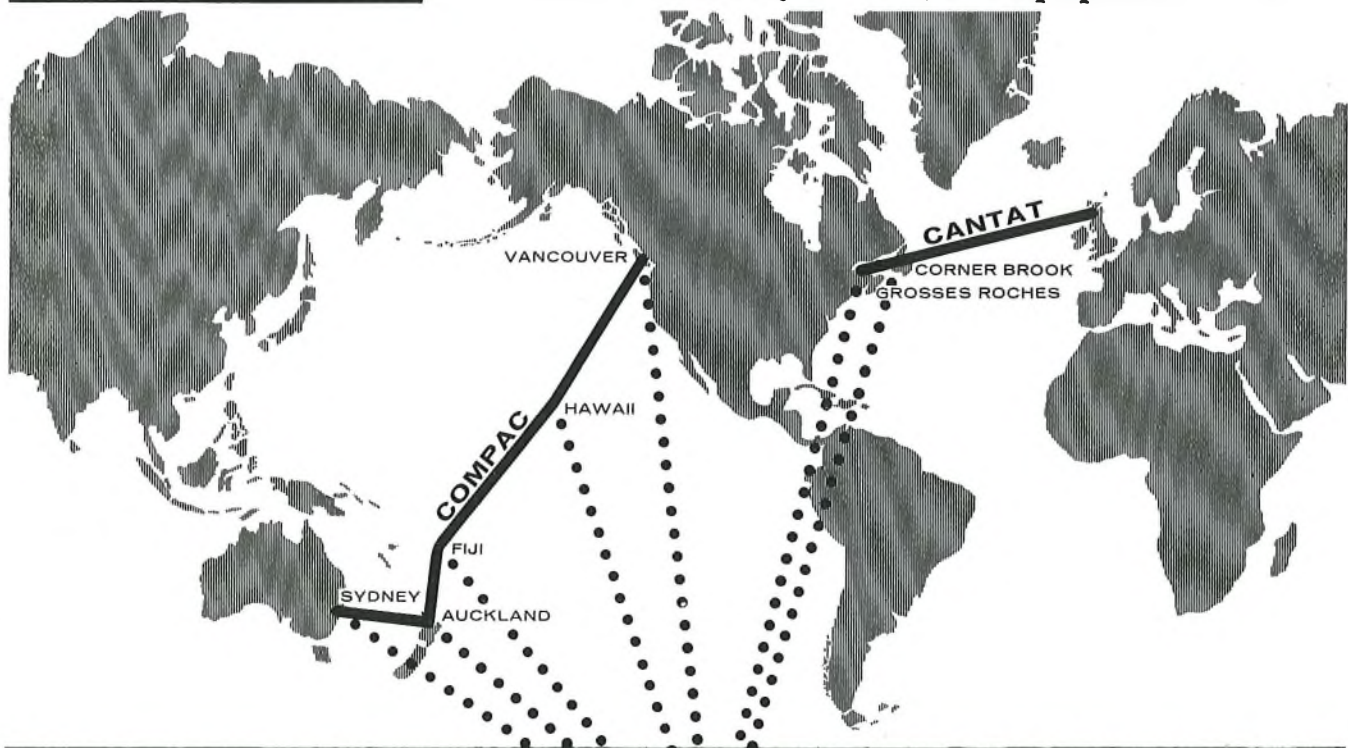 CANTAT
VANCOUVER
CORNER BROOK
GROSSES ROCHES
HAWAII
COMPAC
FIJI
SYDNEY
AUCKLAND